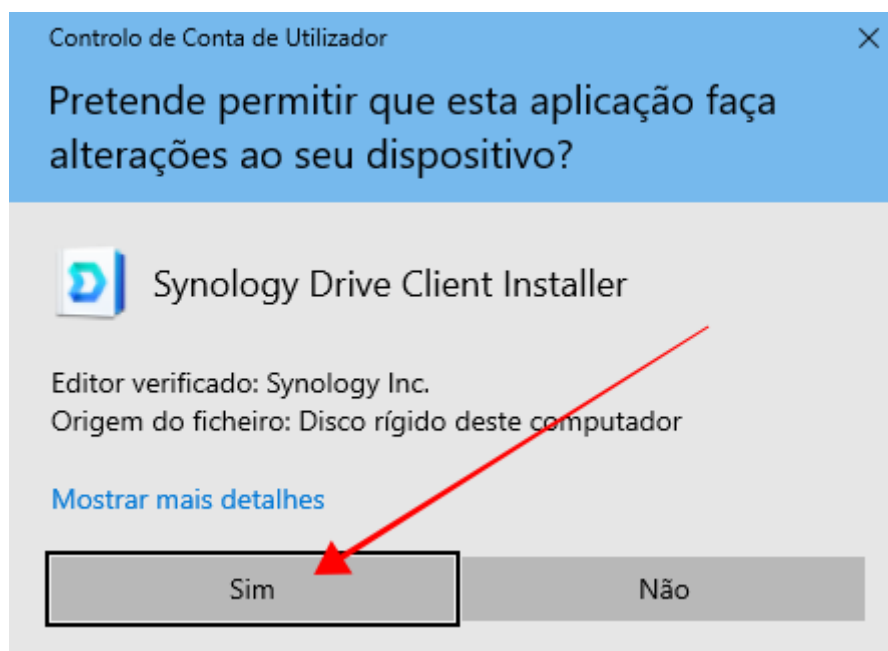 Controlo de Conta de Utilizador
Pretende permitir que esta aplicação faça
alterações ao seu dispositivo?
Synology Drive Client Installer
Editor verificado: Synology Inc.
Origem do ficheiro: Disco rígido deste computador
Mostrar mais detalhes
Sim
Não